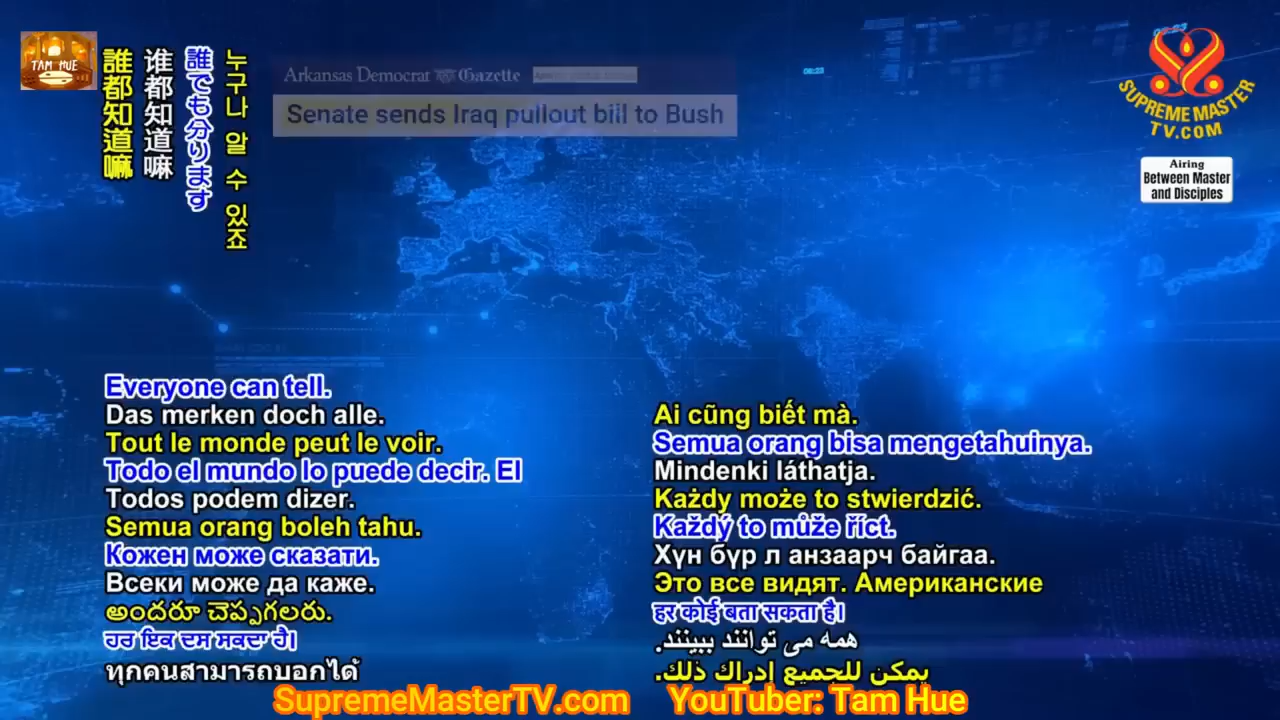 TAM HUE
誰都知道嘛
谁都知道嘛
誰でも分ります
누구나 알 수 있죠
Arkansas Democrat Gazette
Senate sends Iraq pullout bill to Bush
06:23
SUPREME MASTER
TV.COM
Airing
Between Master
and Disciples
Everyone can tell.
Das merken doch alle.
Tout le monde peut le voir.
Todo el mundo lo puede decir. El
Todos podem dizer.
Semua orang boleh tahu.
Кожен може сказати.
Всеки може да каже.
అందరూ చెప్పగలరు.
ਹਰ ਇਕ ਦਸ ਸਕਦਾ ਹੈ।
ทุกคนสามารถบอกได้
Ai cũng biết mà.
Semua orang bisa mengetahuinya.
Mindenki láthatja.
Każdy może to stwierdzić.
Každý to může říct.
Хүн бүр л анзаарч байгаа.
Это все видят. Американские
हर कोई बता सकता है।
همه می توانند ببینند.
يمكن للجميع إدراك ذلك.
SupremeMasterTV.com YouTuber: Tam Hue